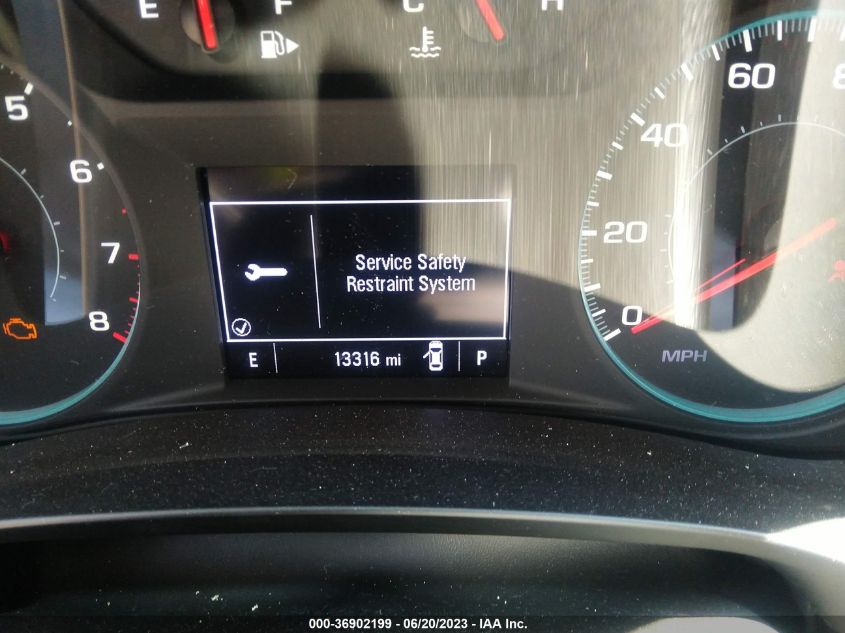 E F C H
5
6
7
8
Service Safety
Restraint System
E 13316 mi P
60
40
20
0
MPH
000-36902199 - 06/20/2023 - IAA Inc.